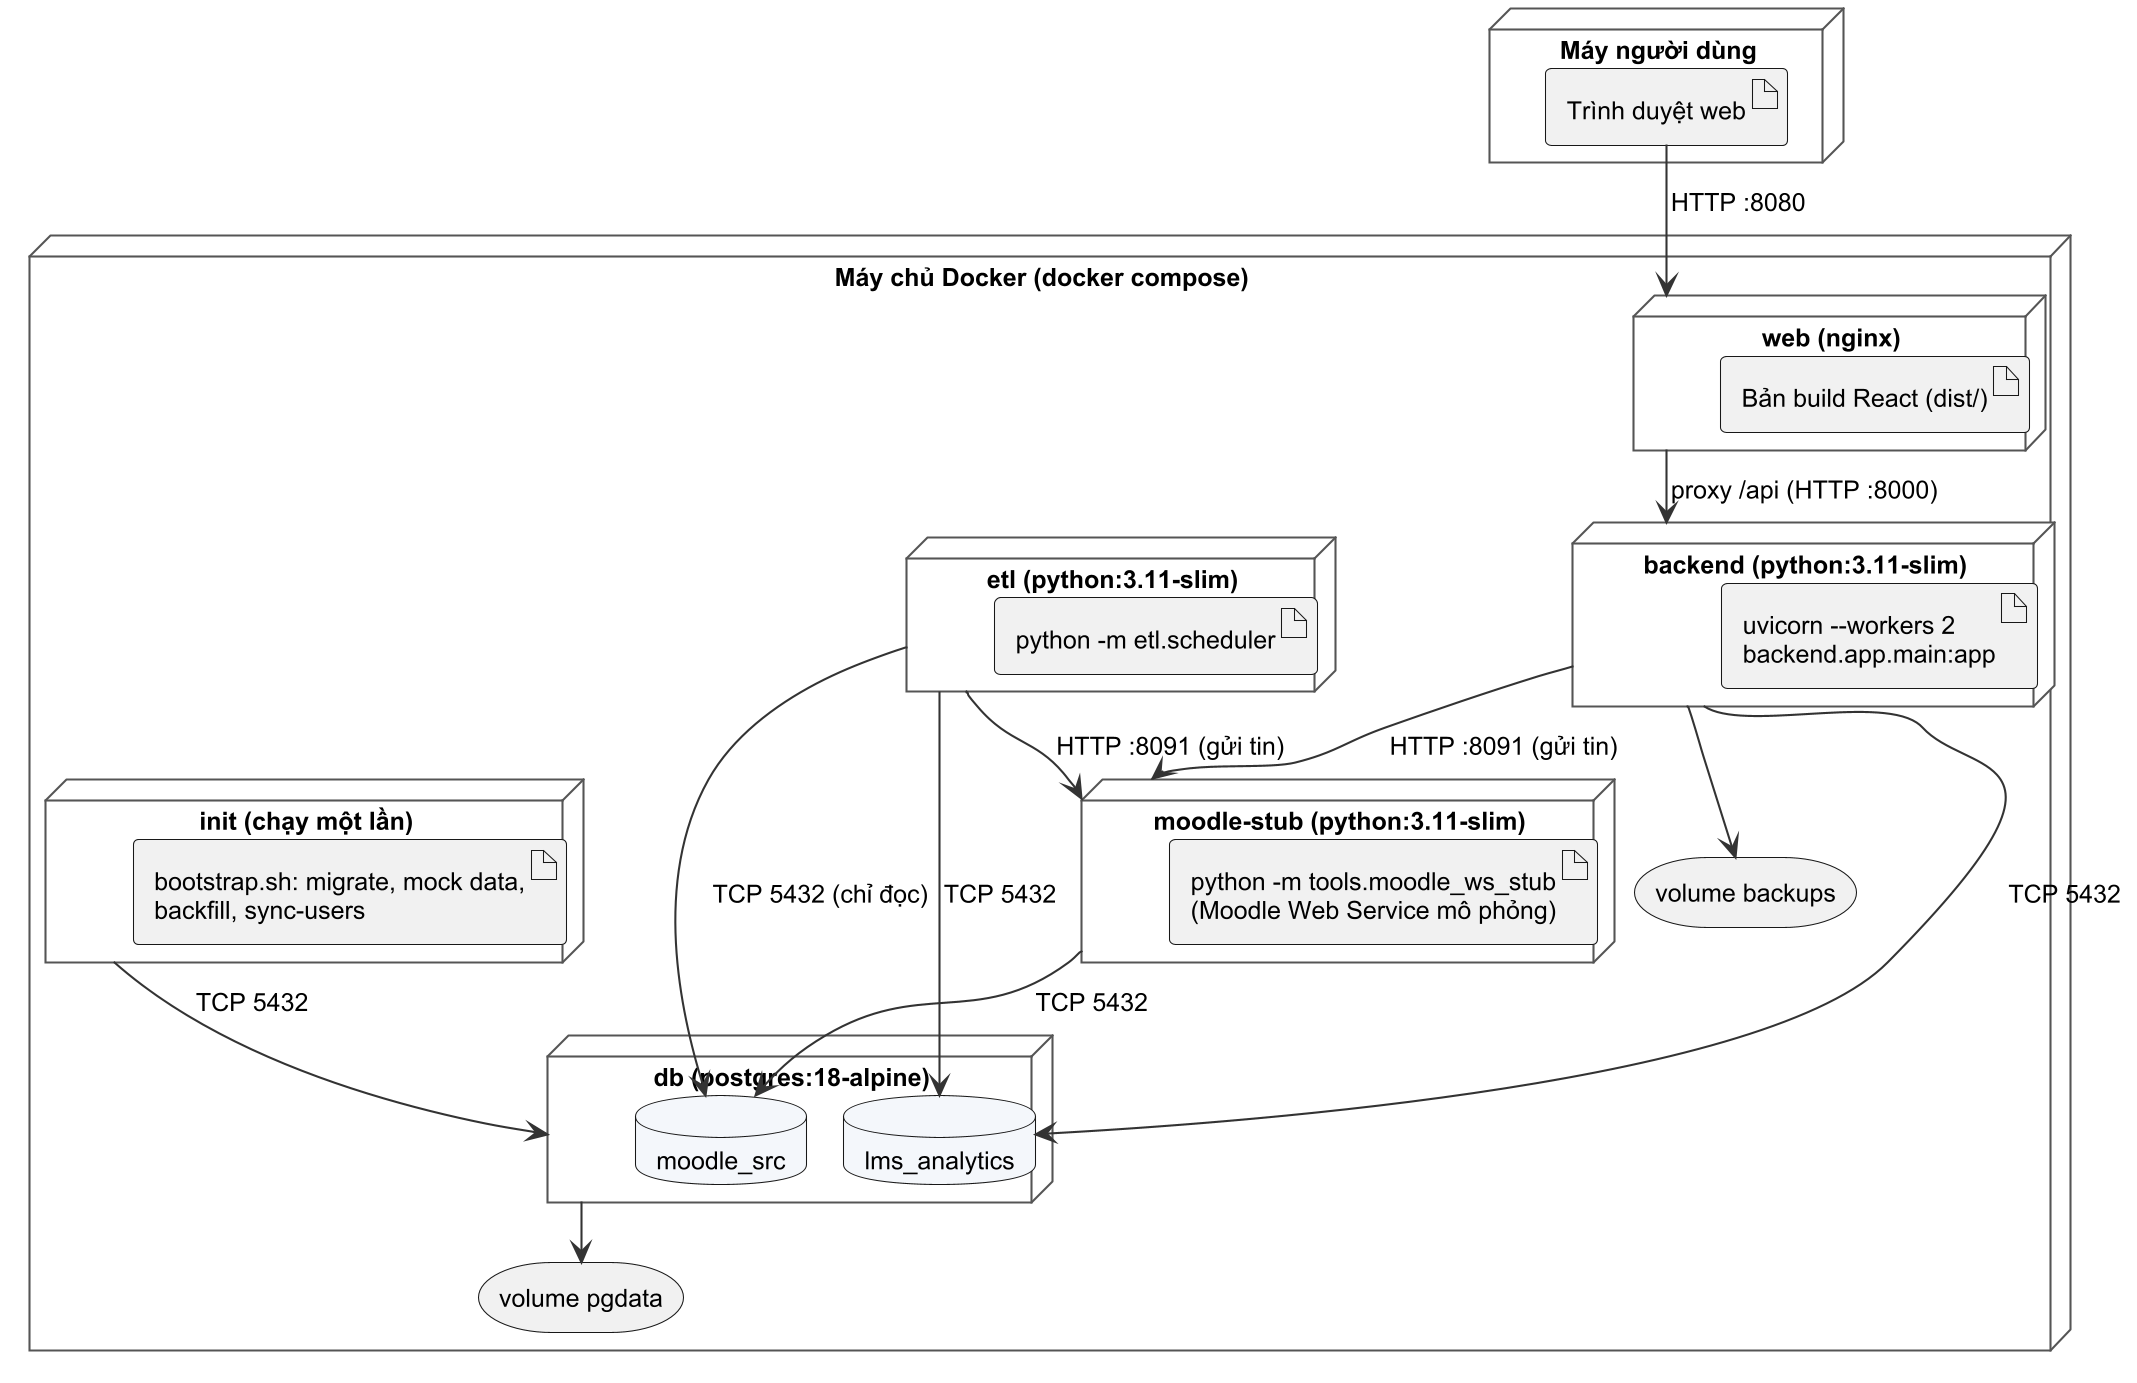 Máy người dùng
Trình duyệt web
HTTP :8080
Máy chủ Docker (docker compose)
web (nginx)
Bản build React (dist/)
proxy /api (HTTP :8000)
etl (python:3.11-slim)
python -m etl.scheduler
backend (python:3.11-slim)
uvicorn --workers 2
backend.app.main:app
HTTP :8091 (gửi tin)
HTTP :8091 (gửi tin)
init (chạy một lần)
bootstrap.sh: migrate, mock data,
backfill, sync-users
moodle-stub (python:3.11-slim)
python -m tools.moodle_ws_stub
(Moodle Web Service mô phỏng)
TCP 5432 (chỉ đọc)
TCP 5432
volume backups
TCP 5432
TCP 5432
TCP 5432
db (postgres:18-alpine)
moodle_src
lms_analytics
volume pgdata